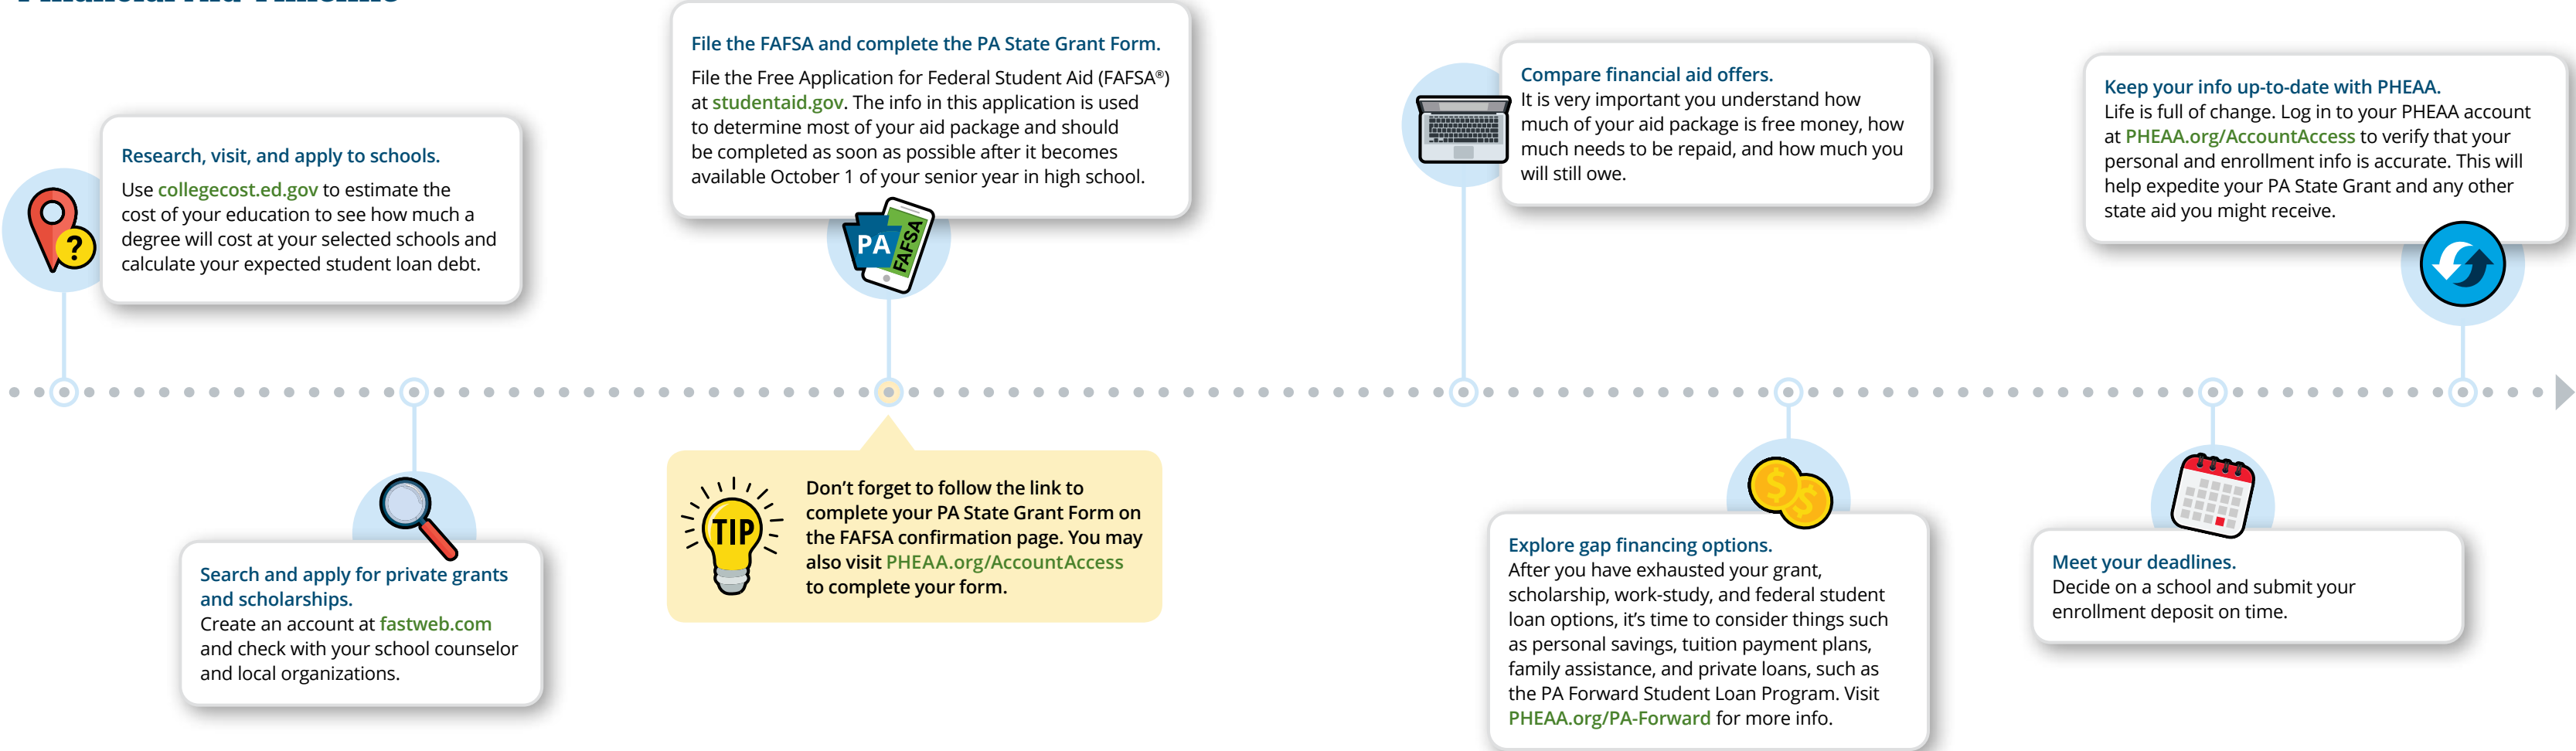 Financial Aid Timeline
Research, visit, and apply to schools.
Use collegecost.ed.gov to estimate the
cost of your education to see how much a
degree will cost at your selected schools and
calculate your expected student loan debt.
?
Search and apply for private grants
and scholarships.
Create an account at fastweb.com
and check with your school counselor
and local organizations.
File the FAFSA and complete the PA State Grant Form.
File the Free Application for Federal Student Aid (FAFSA®)
at studentaid.gov. The info in this application is used
to determine most of your aid package and should
be completed as soon as possible after it becomes
available October 1 of your senior year in high school.
PA
FAFSA
TIP
Don’t forget to follow the link to
complete your PA State Grant Form on
the FAFSA confirmation page. You may
also visit PHEAA.org/AccountAccess
to complete your form.
Compare financial aid offers.
It is very important you understand how
much of your aid package is free money, how
much needs to be repaid, and how much you
will still owe.
$
$
Explore gap financing options.
After you have exhausted your grant,
scholarship, work-study, and federal student
loan options, it’s time to consider things such
as personal savings, tuition payment plans,
family assistance, and private loans, such as
the PA Forward Student Loan Program. Visit
PHEAA.org/PA-Forward for more info.
Meet your deadlines.
Decide on a school and submit your
enrollment deposit on time.
Keep your info up-to-date with PHEAA.
Life is full of change. Log in to your PHEAA account
at PHEAA.org/AccountAccess to verify that your
personal and enrollment info is accurate. This will
help expedite your PA State Grant and any other
state aid you might receive.